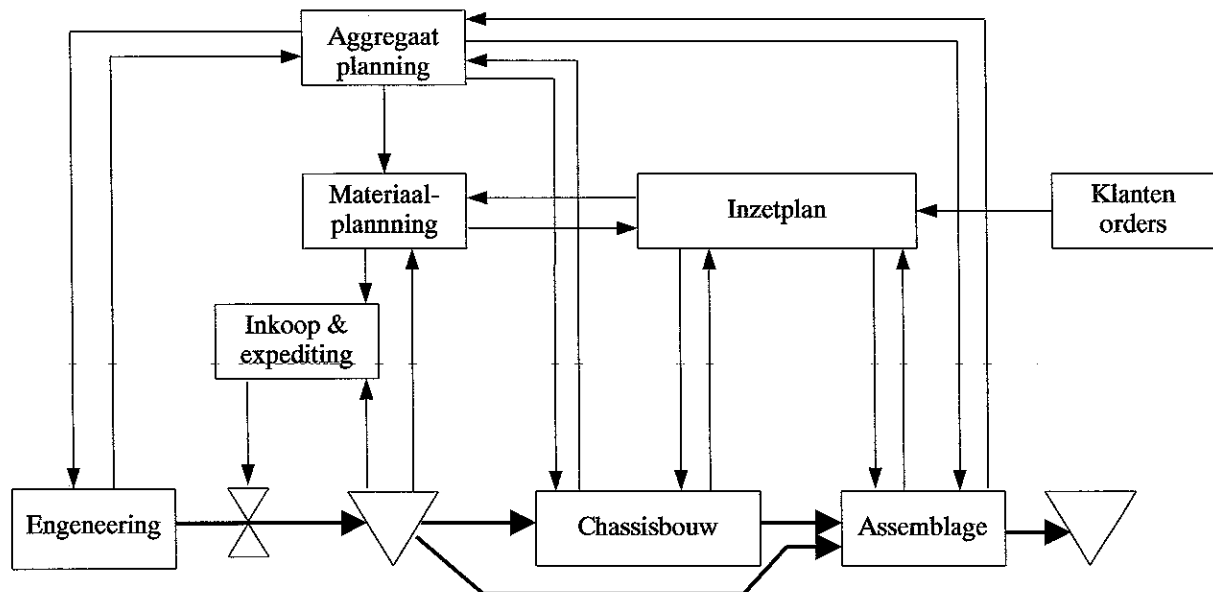 Aggregaat
planning
Materiaal-
plannning
Inzetplan
Klanten
orders
Inkoop &
expediting
Engeneering
Chassisbouw
Assemblage